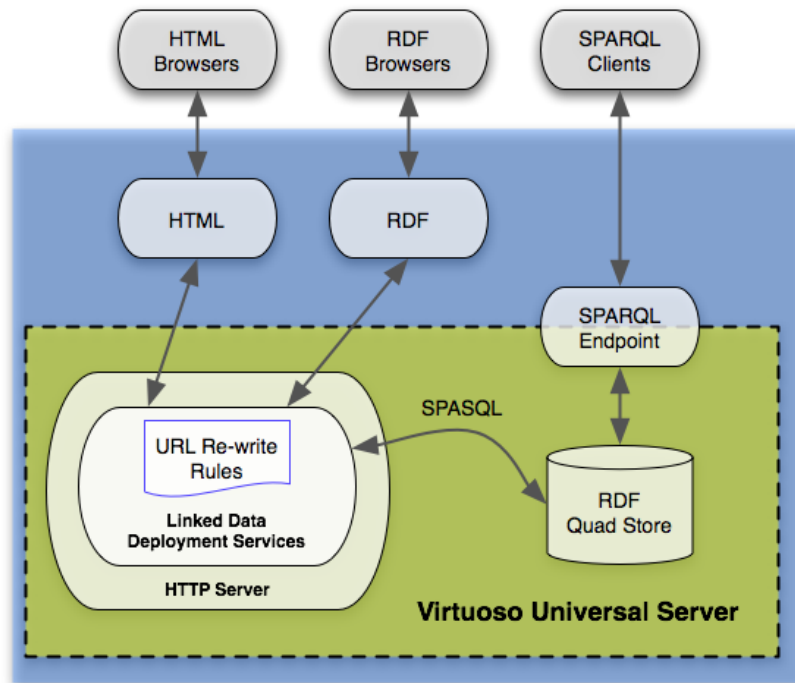 HTML
Browsers
RDF
Browsers
SPARQL
Clients
HTML
RDF
SPARQL
Endpoint
SPASQL
URL Re-write
Rules
Linked Data
Deployment Services
HTTP Server
RDF
Quad Store
Virtuoso Universal Server